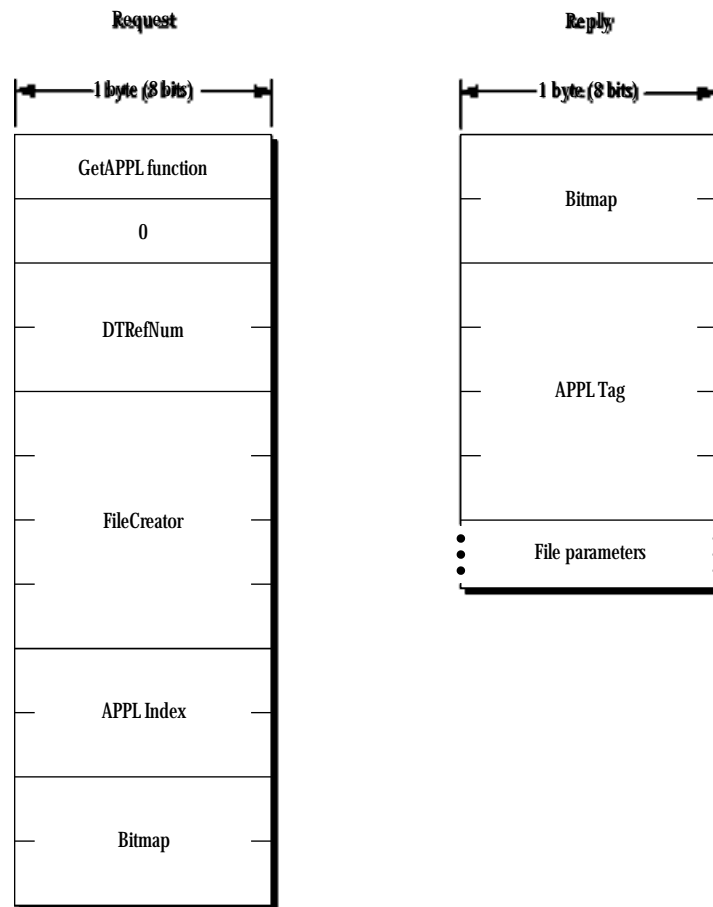 Request
1 byte (8 bits)
GetAPPL function
0
DTRefNum
FileCreator
APPL Index
Bitmap
Reply
1 byte (8 bits)
Bitmap
APPL Tag
File parameters